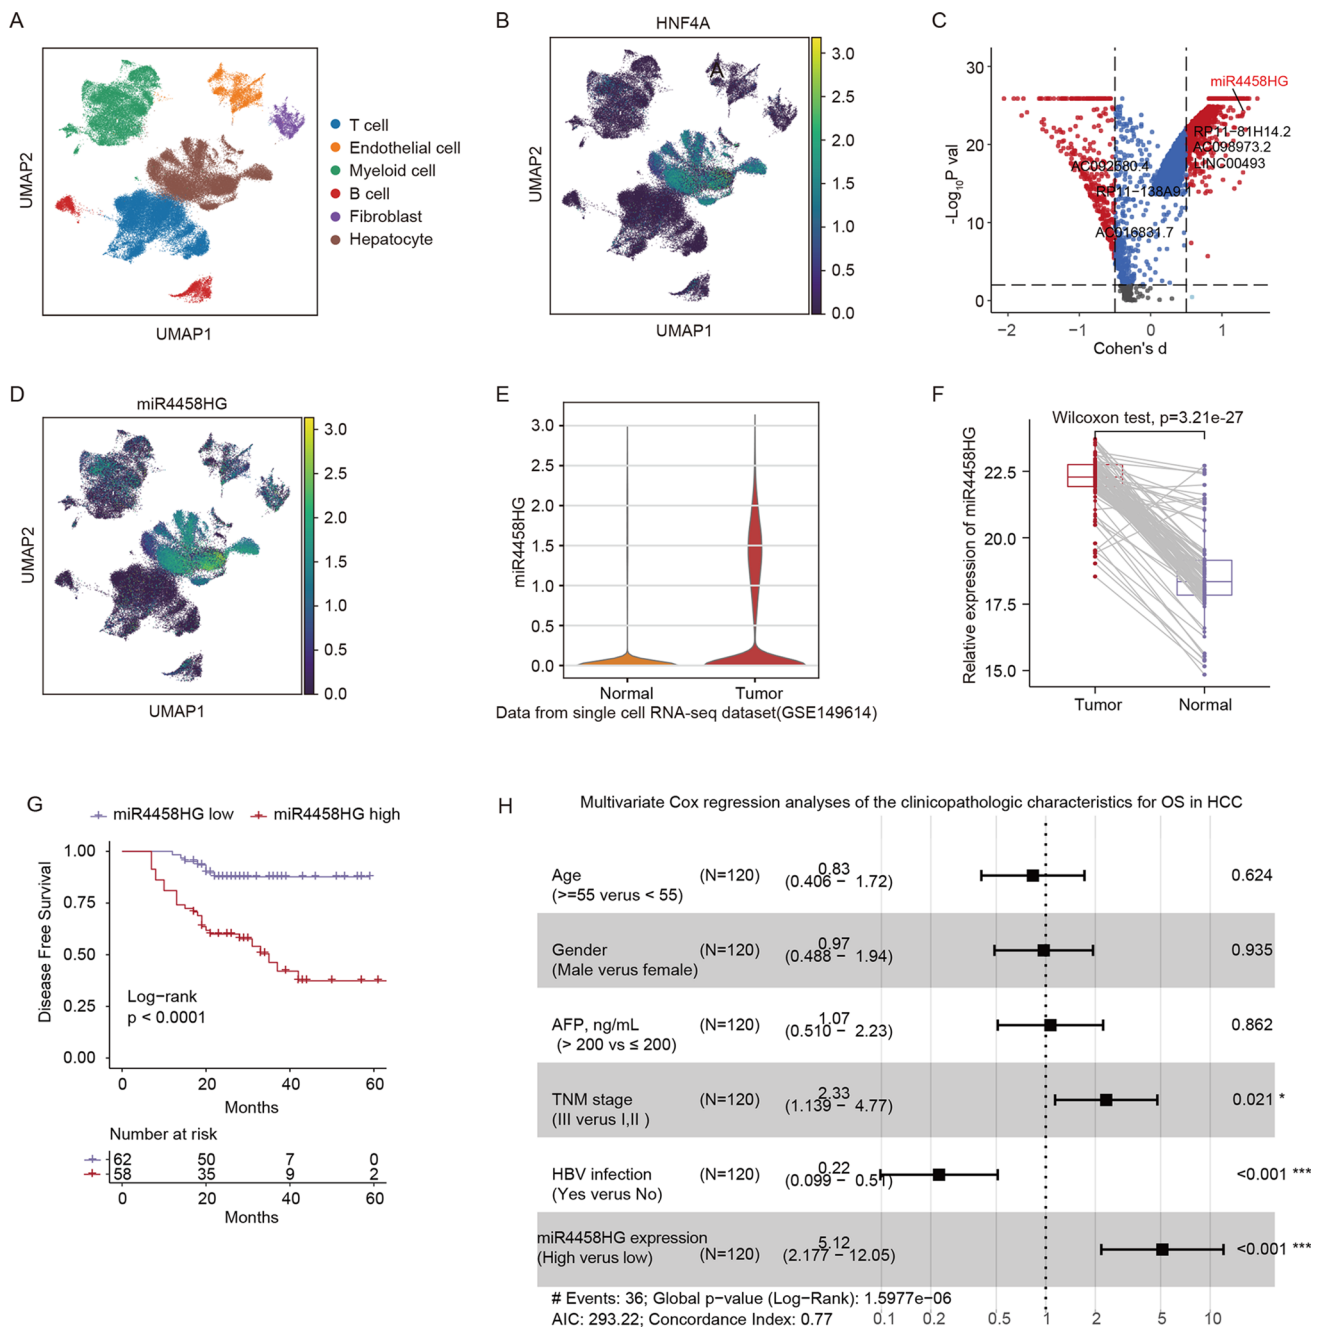 A
UMAP2
UMAP1
T cell
Endothelial cell
Myeloid cell
B cell
Fibroblast
Hepatocyte
B
HNF4A
A
UMAP2
UMAP1
3.0
2.5
2.0
1.5
1.0
0.5
0.0
C
miR4458HG
RP11−81H14.2
AC098973.2
LINC00493
AC092580.4
RP11−138A9.1
AC016831.7
-Log10P val
30
20
10
0
−2 −1 0 1
Cohen's d
D
miR4458HG
UMAP2
UMAP1
3.0
2.5
2.0
1.5
1.0
0.5
0.0
E
miR4458HG
3.0
2.5
2.0
1.5
1.0
0.5
0.0
Normal Tumor
Data from single cell RNA-seq dataset(GSE149614)
F
Wilcoxon test, p=3.21e-27
Relative expression of miR4458HG
22.5
20.0
17.5
15.0
Tumor Normal
G
miR4458HG low miR4458HG high
Disease Free Survival
1.00
0.75
0.50
0.25
0.00
Log−rank
p < 0.0001
0 20 40 60
Months
Number at risk
62 50 7 0
58 35 9 2
0 20 40 60
Months
H
Multivariate Cox regression analyses of the clinicopathologic characteristics for OS in HCC
Age
(>=55 verus < 55)
(N=120)
0.83
(0.406 − 1.72)
0.624
Gender
(Male verus female)
(N=120)
0.97
(0.488 − 1.94)
0.935
AFP, ng/mL
(> 200 vs ≤ 200)
(N=120)
1.07
(0.510 − 2.23)
0.862
TNM stage
(III verus I,II )
(N=120)
2.33
(1.139 − 4.77)
0.021 *
HBV infection
(Yes verus No)
(N=120)
0.22
(0.099 − 0.51)
<0.001 ***
miR4458HG expression
(High verus low)
(N=120)
5.12
(2.177 − 12.05)
<0.001 ***
# Events: 36; Global p−value (Log−Rank): 1.5977e−06
AIC: 293.22; Concordance Index: 0.77
0.1 0.2 0.5 1 2 5 10